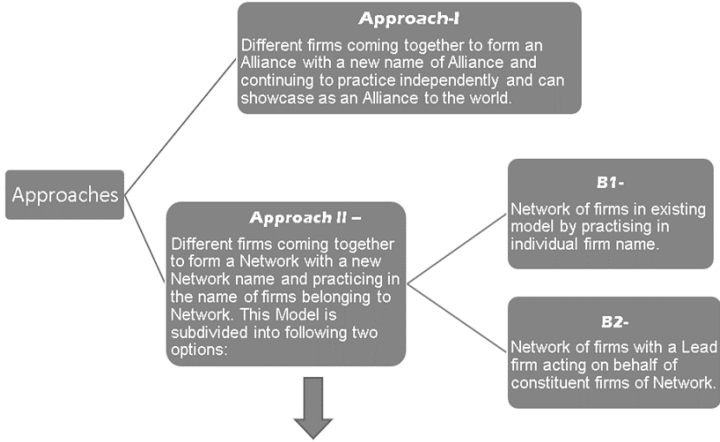 Approach-I
Different firms coming together to form an
Alliance with a new name of Alliance and
continuing to practice independently and can
showcase as an Alliance to the world.
Approaches
Approach II –
Different firms coming together
to form a Network with a new
Network name and practicing in
the name of firms belonging to
Network. This Model is
subdivided into following two
options:
B1-
Network of firms in existing
model by practising in
individual firm name.
B2-
Network of firms with a Lead
firm acting on behalf of
constituent firms of Network.